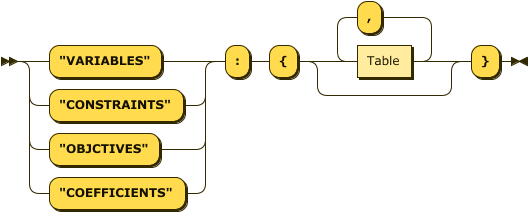 ,
"VARIABLES" : { Table }
"CONSTRAINTS"
"OBJCTIVES"
"COEFFICIENTS"